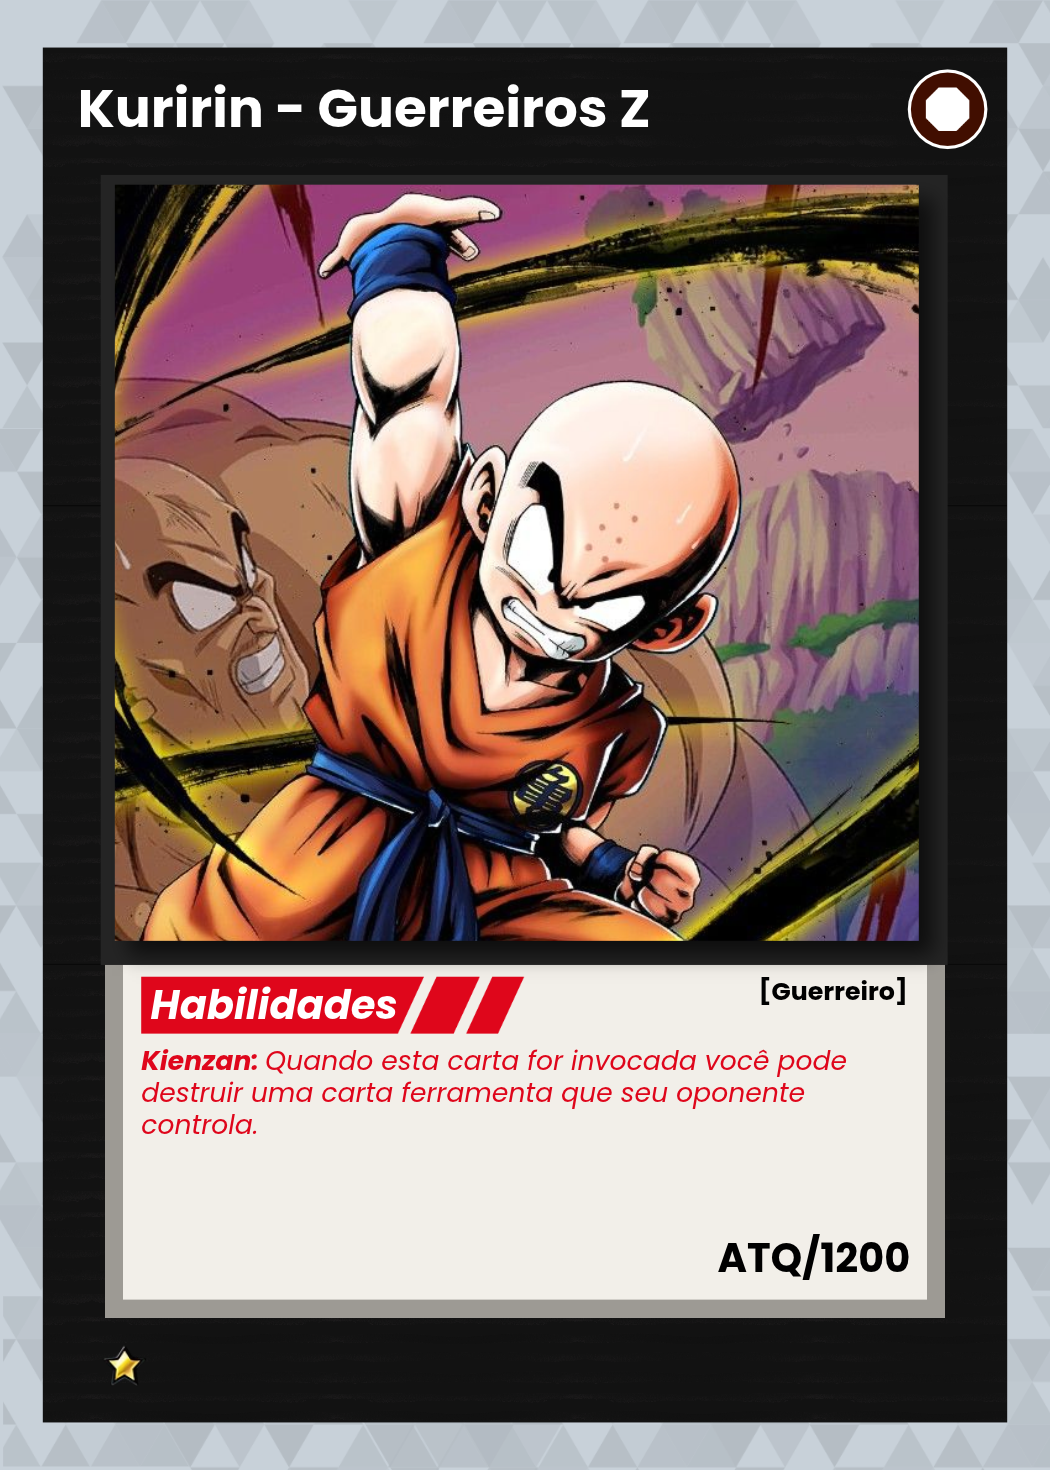 Kuririn - Guerreiros Z
Habilidades
[Guerreiro]
Kienzan: Quando esta carta for invocada você pode
destruir uma carta ferramenta que seu oponente
controla.
ATQ/1200